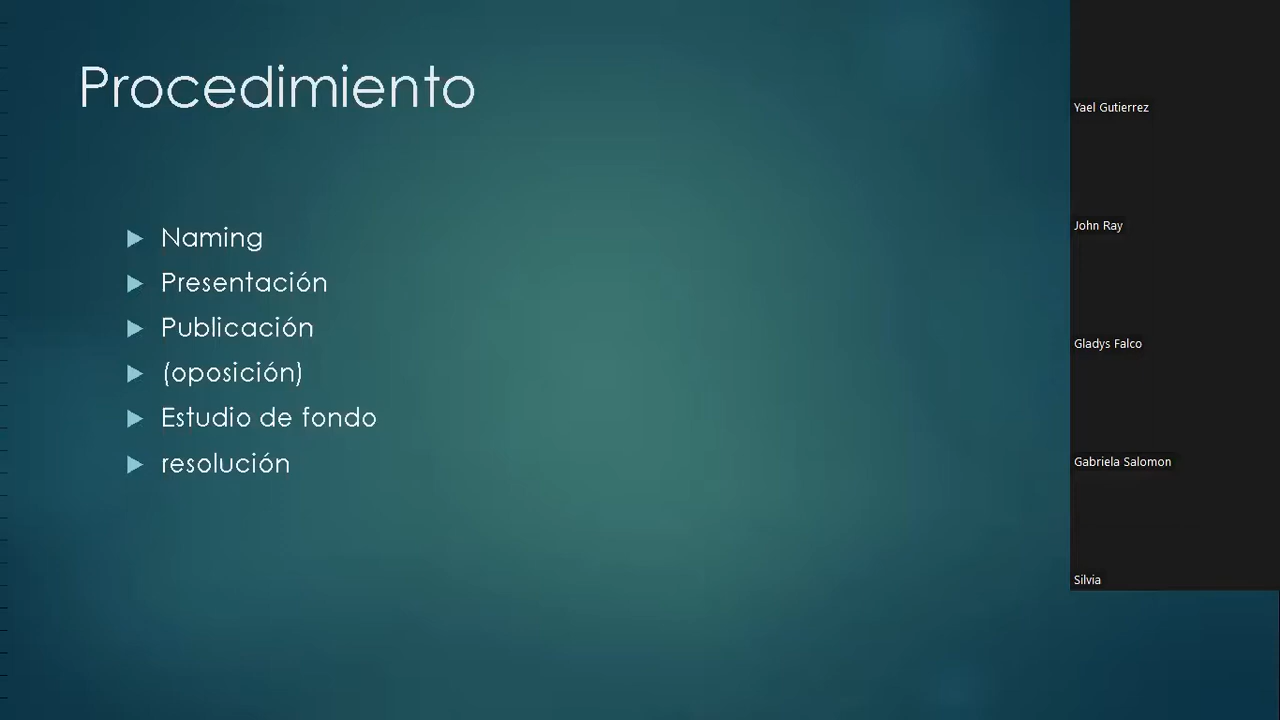 Procedimiento
Naming
Presentación
Publicación
(oposición)
Estudio de fondo
resolución
Yael Gutierrez
John Ray
Gladys Falco
Gabriela Salomon
Silvia